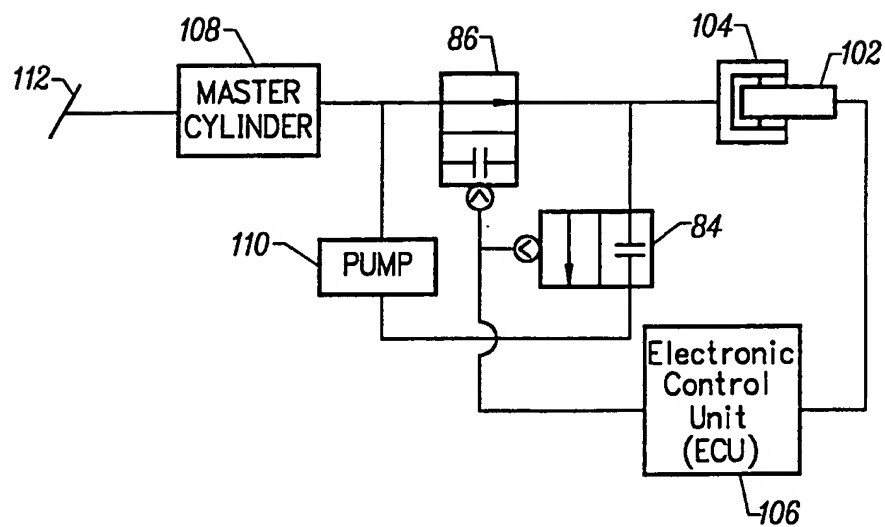 108
86
104
102
112
MASTER
CYLINDER
110
PUMP
84
Electronic
Control
Unit
(ECU)
106